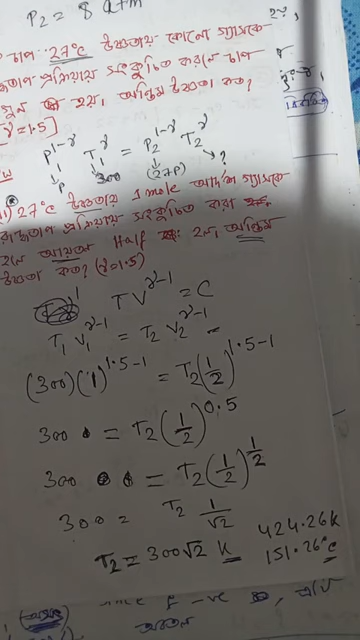 P₂ = 8 atm
চাপ 27°C উষ্ণতায় কোনো গ্যাসকে
প্রক্রিয়ায় সংকুচিত করলে চাপ
গুন হয়, অন্তিম উষ্ণতা কত?
[γ = 1.5]
P₁^{1-γ} T₁^γ = P₂^{1-γ} T₂^γ
↓ ↓ ↓ ↘ ?
P 300 (27P)
27°C উষ্ণতায় 1 mole আদর্শ গ্যাসকে
প্রক্রিয়ায় সংকুচিত করা
হলে আয়তন Half হল, অন্তিম
উষ্ণতা কত? (γ = 1.5)
TV^{γ-1} = C
T₁ V₁^{γ-1} = T₂ V₂^{γ-1}
(300)(1)^{1.5-1} = T₂(1/2)^{1.5-1}
300 = T₂(1/2)^{0.5}
300 = T₂(1/2)^{1/2}
300 = T₂ 1/√2
T₂ = 300√2 K
424.26K
151.26°C
-ve